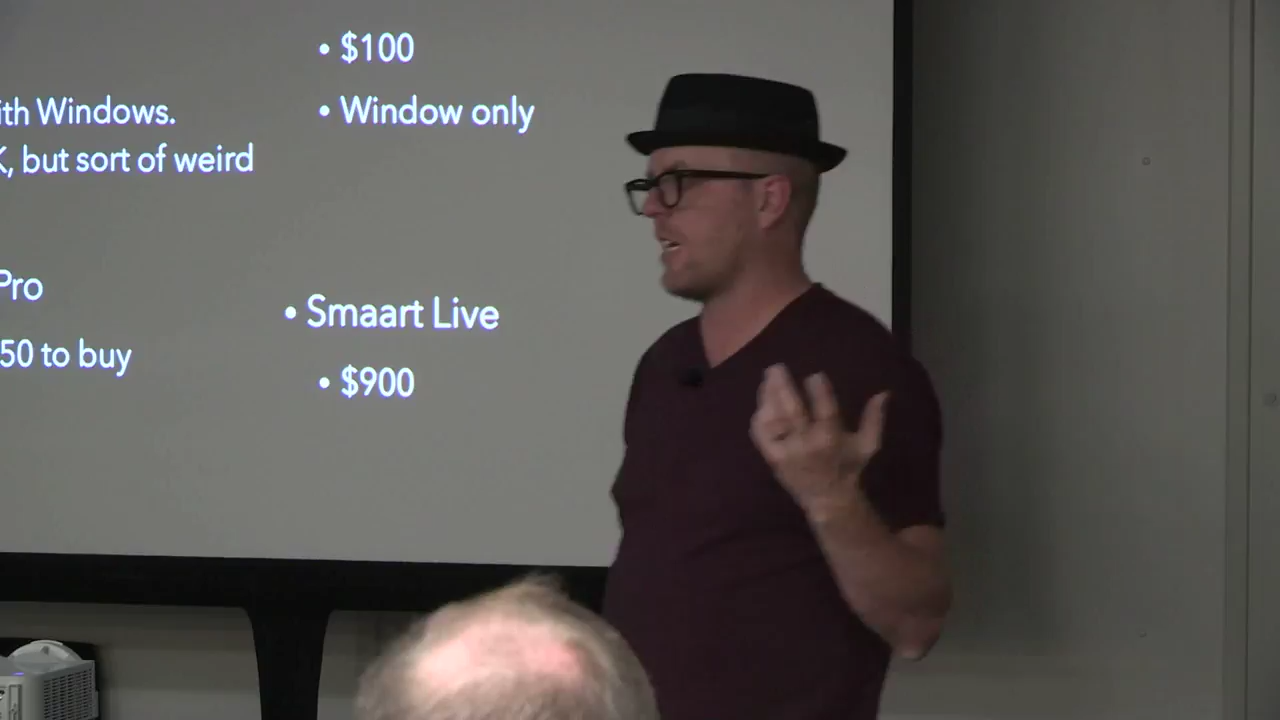 ith Windows.
, but sort of weird
Pro
50 to buy
• $100
• Window only
• Smaart Live
• $900